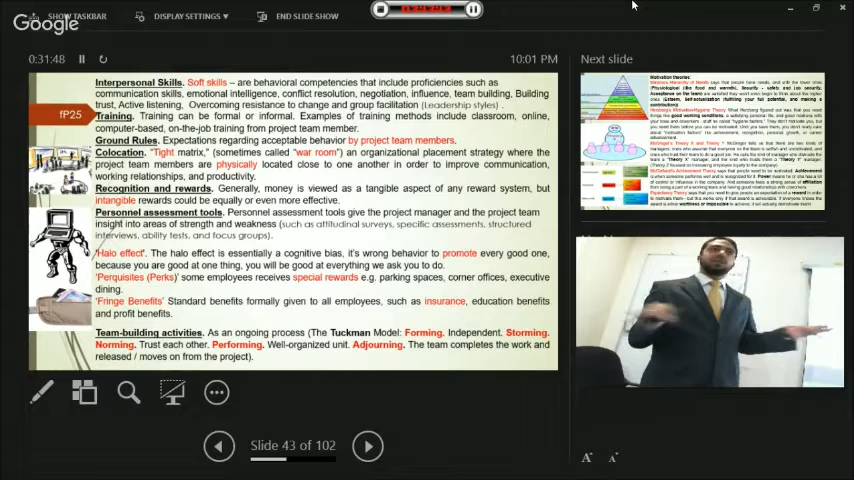 SHOW TASKBAR
DISPLAY SETTINGS ▼
END SLIDE SHOW
Google
0:31:48
10:01 PM
Next slide
fP25
Interpersonal Skills. Soft skills – are behavioral competencies that include proficiencies such as
communication skills, emotional intelligence, conflict resolution, negotiation, influence, team building, Building
trust, Active listening, Overcoming resistance to change and group facilitation (Leadership styles) .
Training. Training can be formal or informal. Examples of training methods include classroom, online,
computer-based, on-the-job training from project team member.
Ground Rules. Expectations regarding acceptable behavior by project team members.
Colocation. "Tight matrix," (sometimes called "war room") an organizational placement strategy where the
project team members are physically located close to one another in order to improve communication,
working relationships, and productivity.
Recognition and rewards. Generally, money is viewed as a tangible aspect of any reward system, but
intangible rewards could be equally or even more effective.
Personnel assessment tools. Personnel assessment tools give the project manager and the project team
insight into areas of strength and weakness (such as attitudinal surveys, specific assessments, structured
interviews, ability tests, and focus groups).
'Halo effect'. The halo effect is essentially a cognitive bias, it's wrong behavior to promote every good one,
because you are good at one thing, you will be good at everything we ask you to do.
'Perquisites (Perks)' some employees receives special rewards e.g. parking spaces, corner offices, executive
dining.
'Fringe Benefits' Standard benefits formally given to all employees, such as insurance, education benefits
and profit benefits.
Team-building activities. As an ongoing process (The Tuckman Model: Forming. Independent. Storming.
Norming. Trust each other. Performing. Well-organized unit. Adjourning. The team completes the work and
released / moves on from the project).
Motivation theories:
Slide 43 of 102
A
A